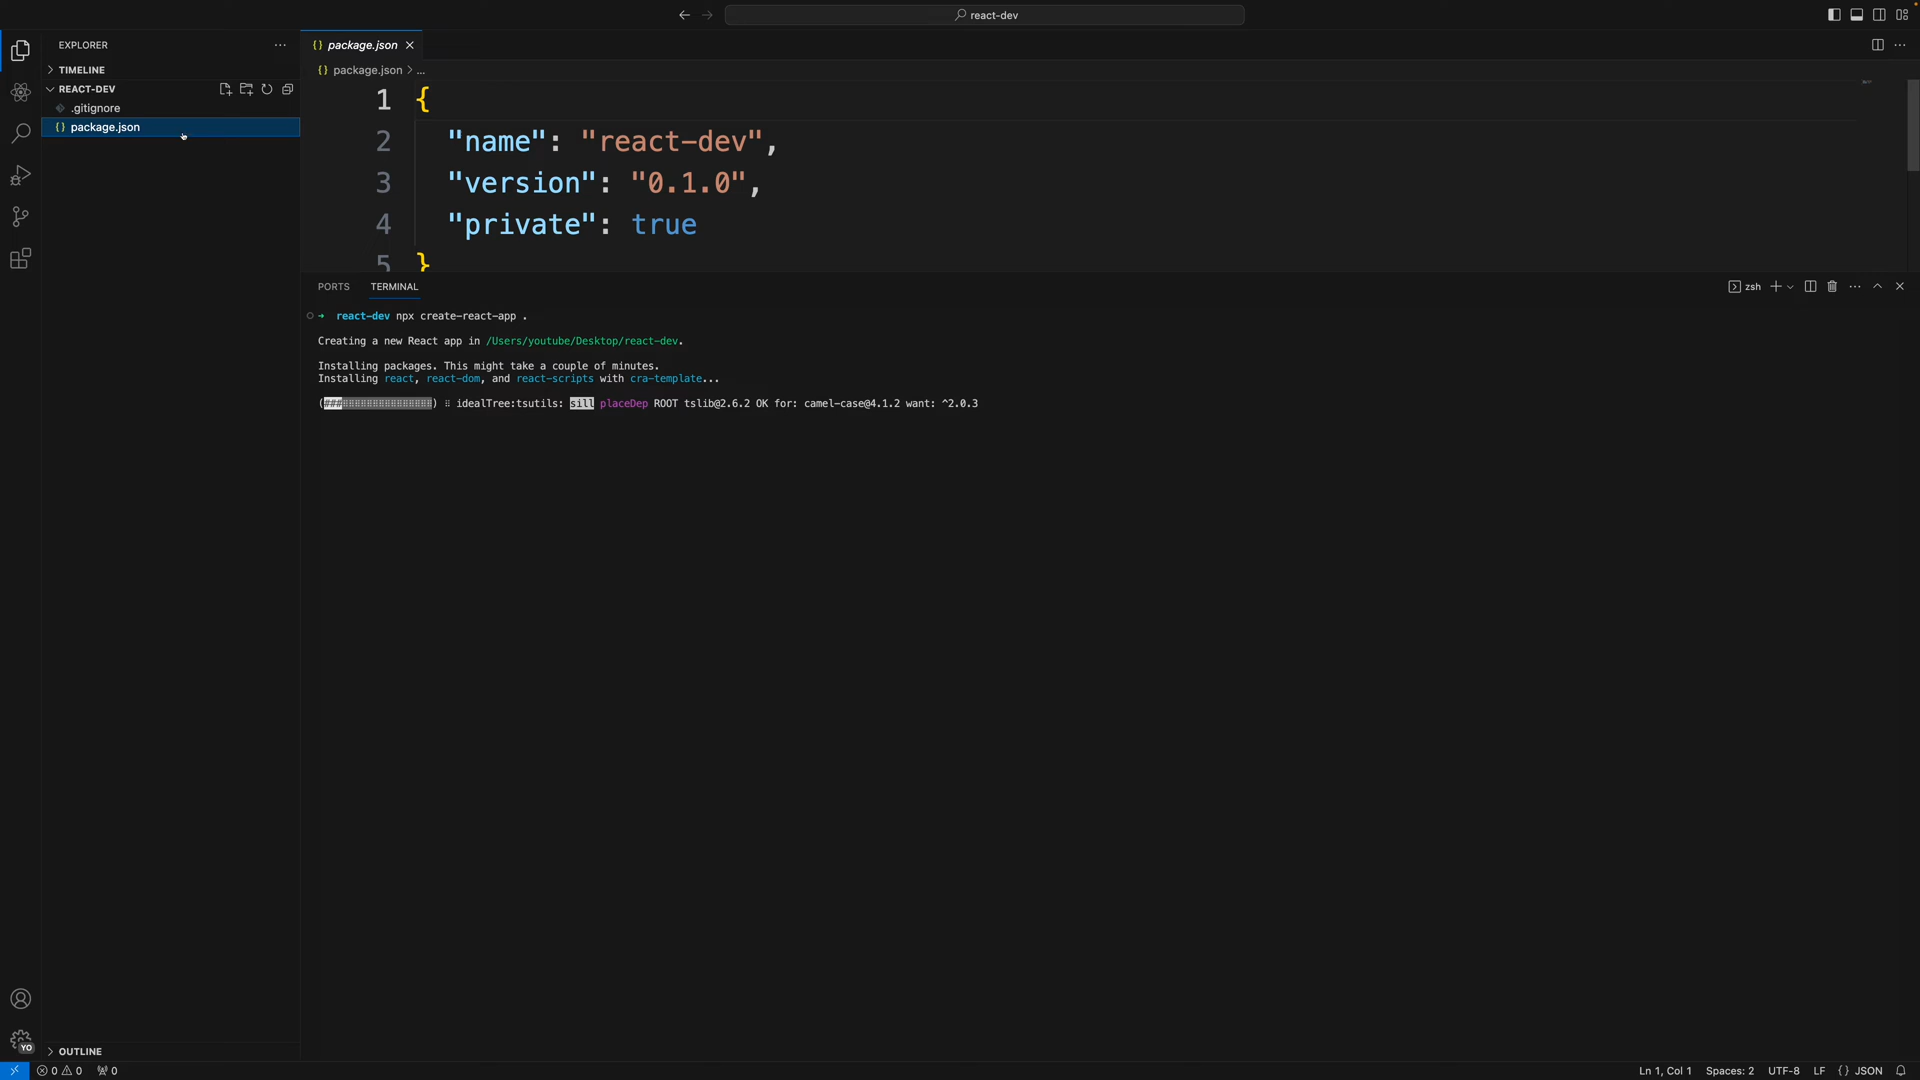 react-dev
EXPLORER
TIMELINE
REACT-DEV
.gitignore
{} package.json
{} package.json
{} package.json > ...
1 {
2 "name": "react-dev",
3 "version": "0.1.0",
4 "private": true
5 }
PORTS TERMINAL
zsh
react-dev npx create-react-app .
Creating a new React app in /Users/youtube/Desktop/react-dev.
Installing packages. This might take a couple of minutes.
Installing react, react-dom, and react-scripts with cra-template...
(###⠿⠿⠿⠿⠿⠿⠿⠿⠿⠿⠿⠿⠿⠿⠿) ⠿ idealTree:tsutils: sill placeDep ROOT tslib@2.6.2 OK for: camel-case@4.1.2 want: ^2.0.3
YO
OUTLINE
0 0 0
Ln 1, Col 1 Spaces: 2 UTF-8 LF {} JSON